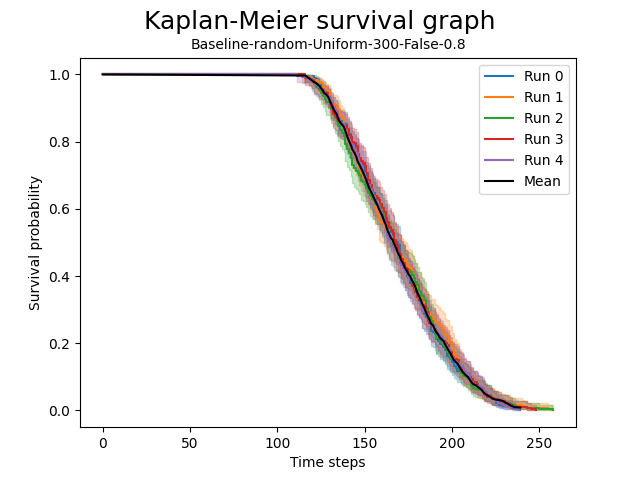 Kaplan-Meier survival graph
Baseline-random-Uniform-300-False-0.8
Survival probability
1.0
0.8
0.6
0.4
0.2
0.0
Run 0
Run 1
Run 2
Run 3
Run 4
Mean
0 50 100 150 200 250
Time steps